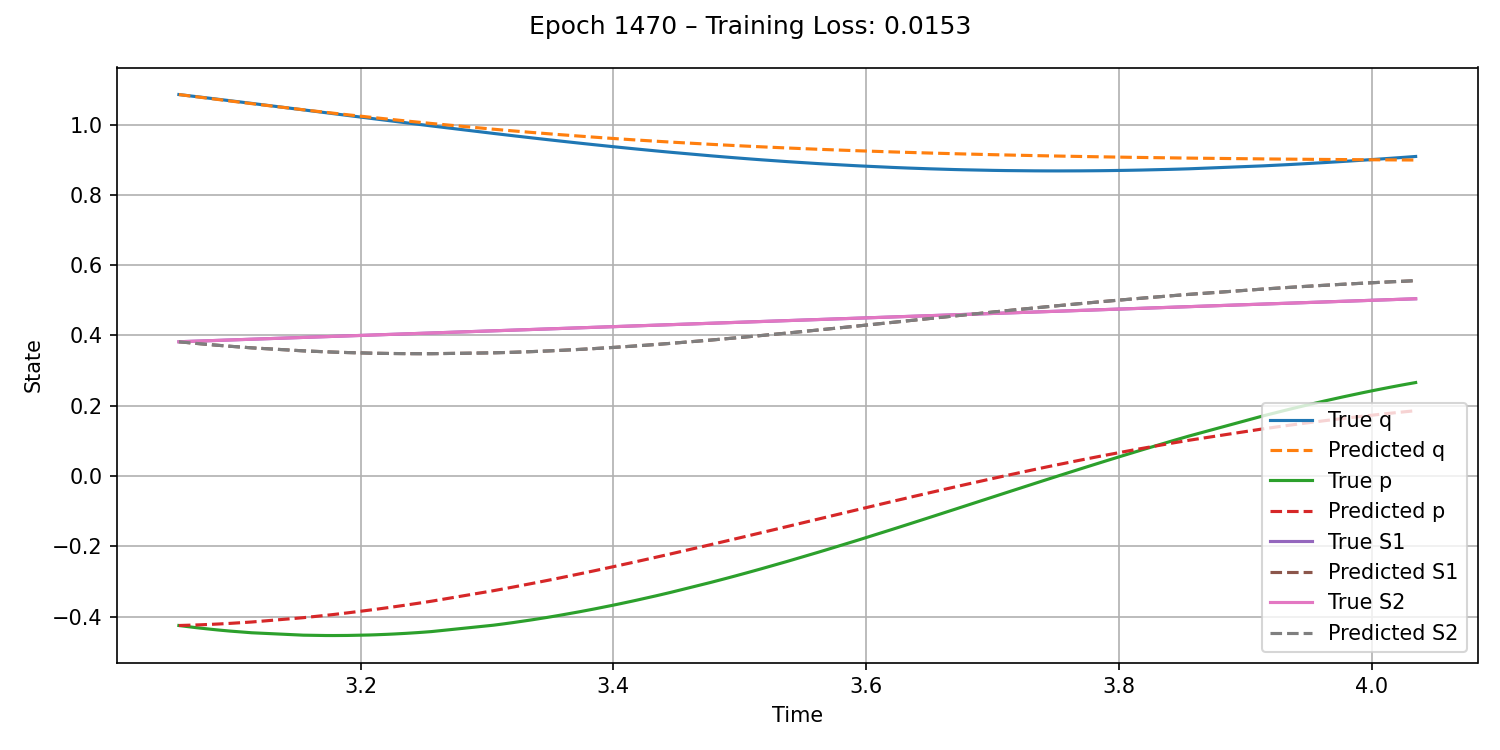 Epoch 1470 – Training Loss: 0.0153
1.0
0.8
0.6
0.4
0.2
0.0
−0.2
−0.4
State
3.2
3.4
3.6
3.8
4.0
Time
True q
Predicted q
True p
Predicted p
True S1
Predicted S1
True S2
Predicted S2